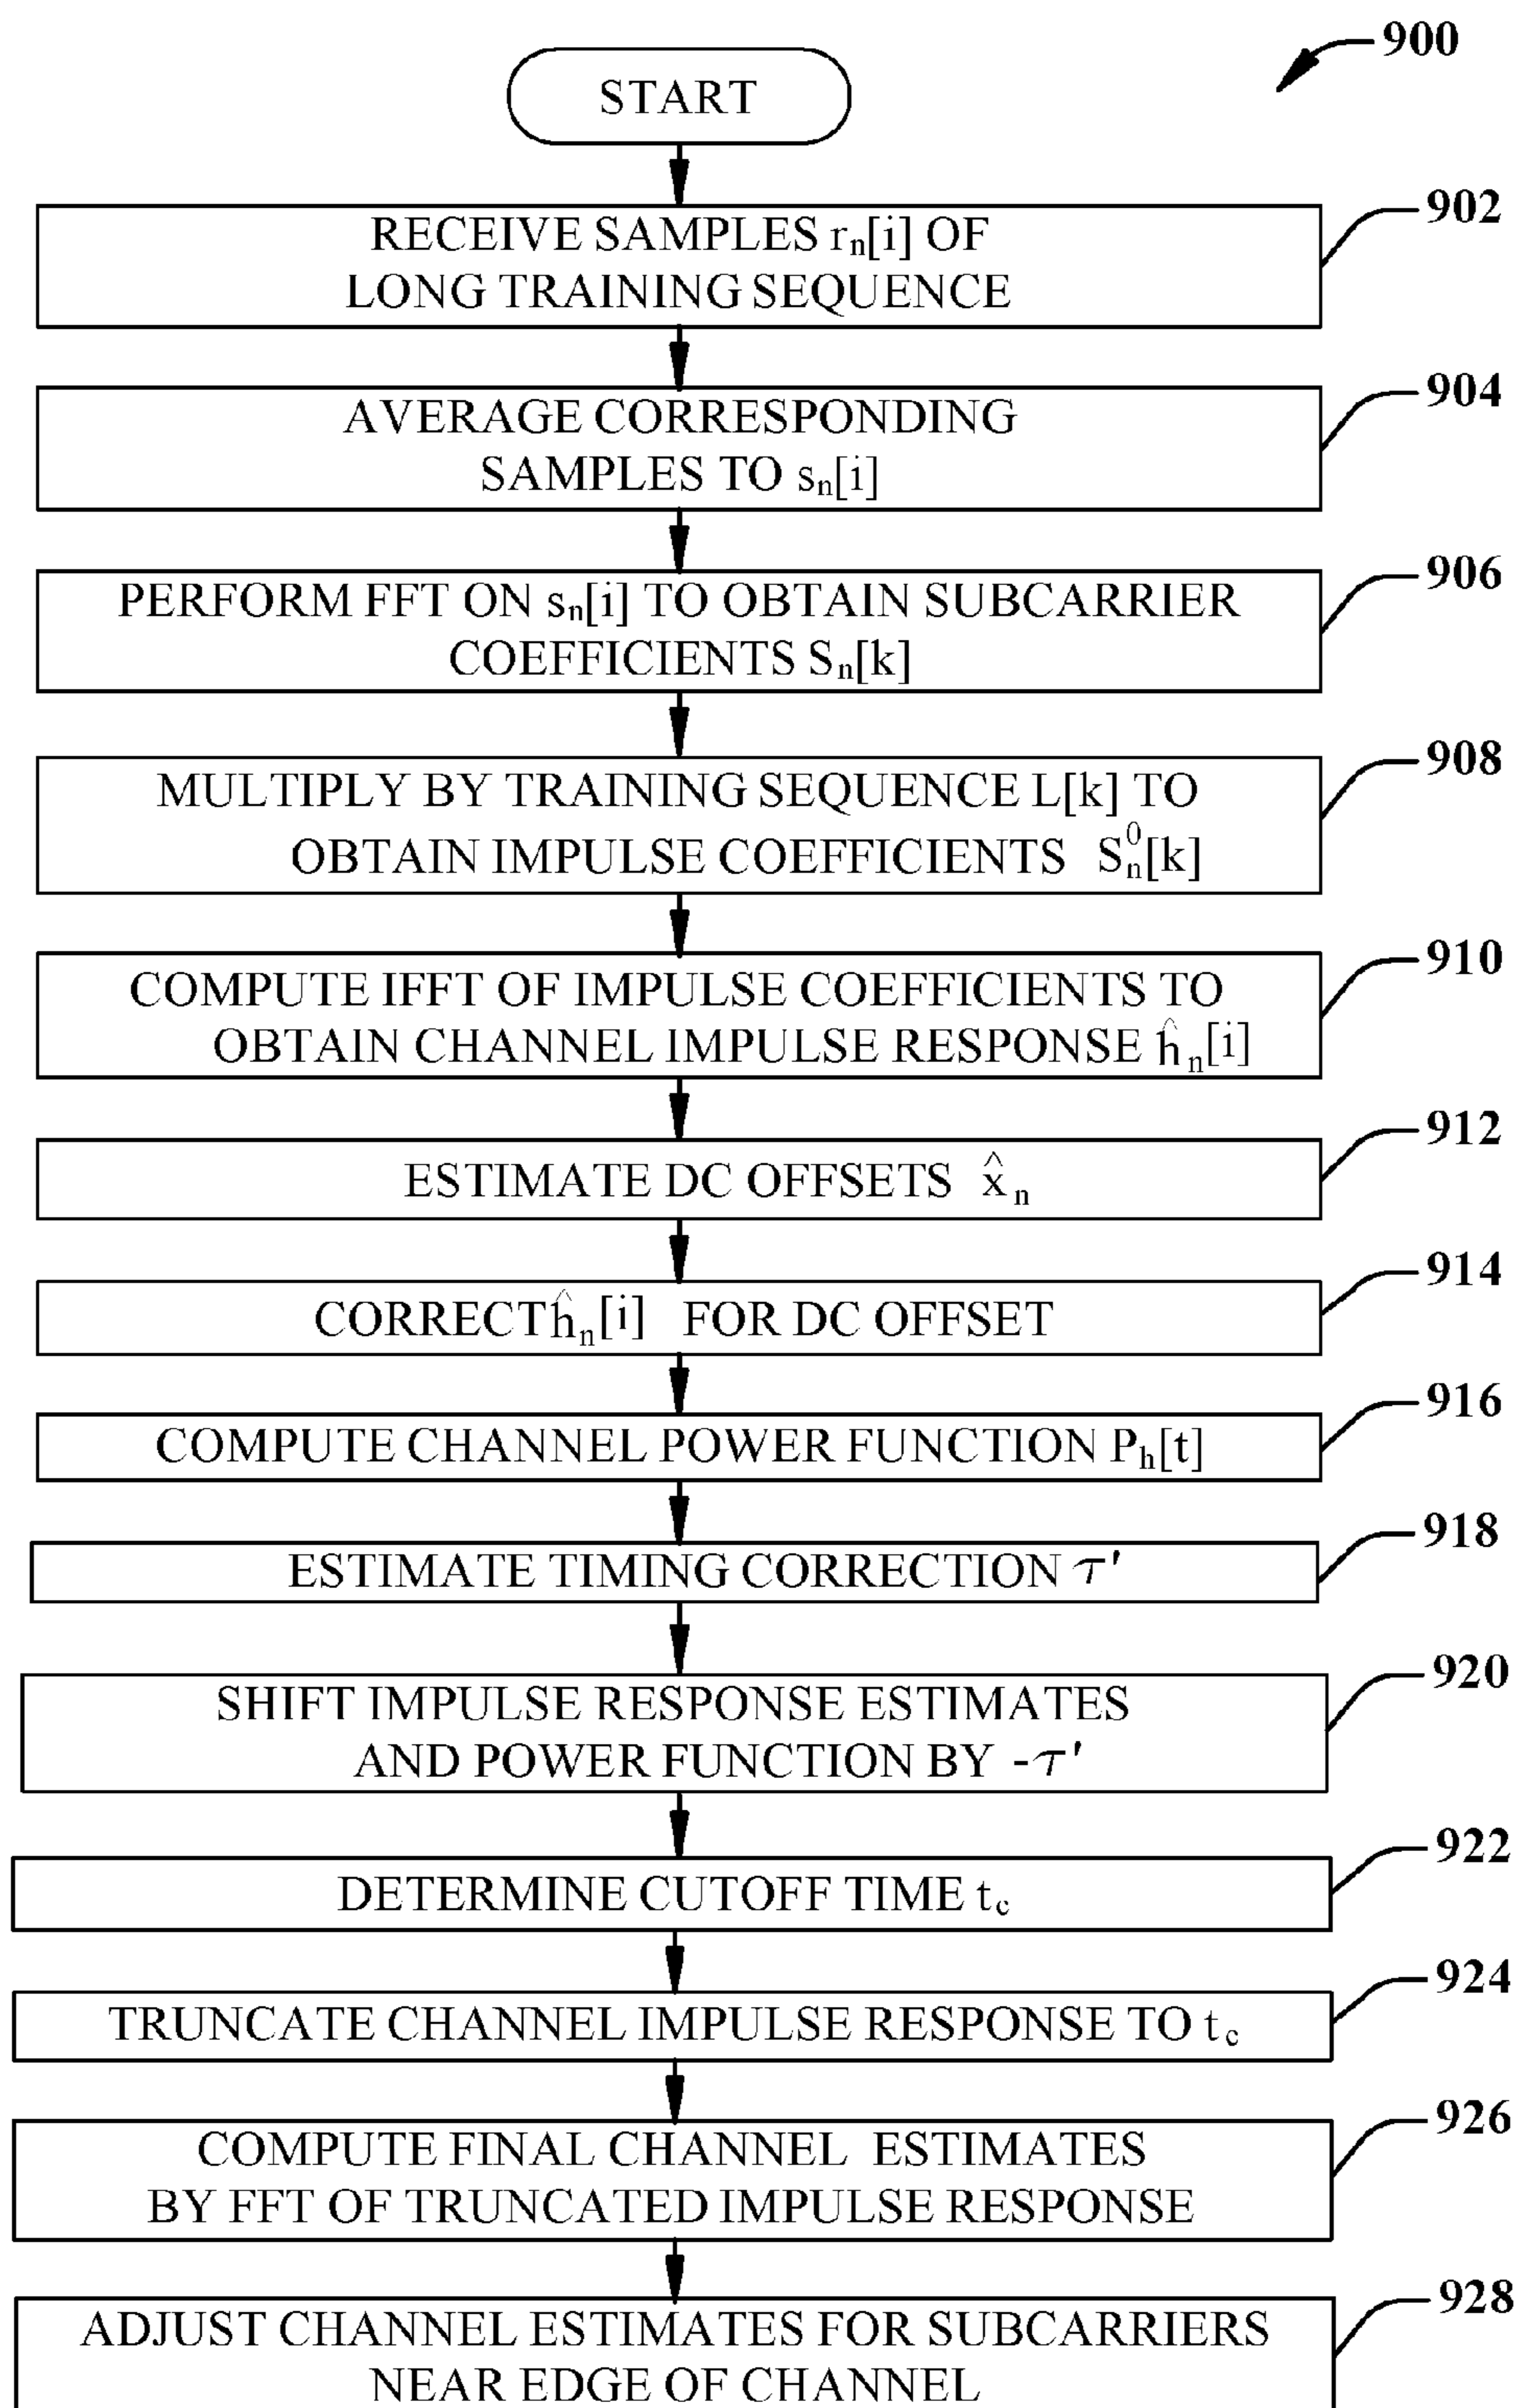 900
START
902
RECEIVE SAMPLES rₙ[i] OF
LONG TRAINING SEQUENCE
904
AVERAGE CORRESPONDING
SAMPLES TO sₙ[i]
906
PERFORM FFT ON sₙ[i] TO OBTAIN SUBCARRIER
COEFFICIENTS Sₙ[k]
908
MULTIPLY BY TRAINING SEQUENCE L[k] TO
OBTAIN IMPULSE COEFFICIENTS Sₙ⁰[k]
910
COMPUTE IFFT OF IMPULSE COEFFICIENTS TO
OBTAIN CHANNEL IMPULSE RESPONSE ĥₙ[i]
912
ESTIMATE DC OFFSETS x̂ₙ
914
CORRECT ĥₙ[i] FOR DC OFFSET
916
COMPUTE CHANNEL POWER FUNCTION Pₕ[t]
918
ESTIMATE TIMING CORRECTION τ'
920
SHIFT IMPULSE RESPONSE ESTIMATES
AND POWER FUNCTION BY -τ'
922
DETERMINE CUTOFF TIME t_c
924
TRUNCATE CHANNEL IMPULSE RESPONSE TO t_c
926
COMPUTE FINAL CHANNEL ESTIMATES
BY FFT OF TRUNCATED IMPULSE RESPONSE
928
ADJUST CHANNEL ESTIMATES FOR SUBCARRIERS
NEAR EDGE OF CHANNEL